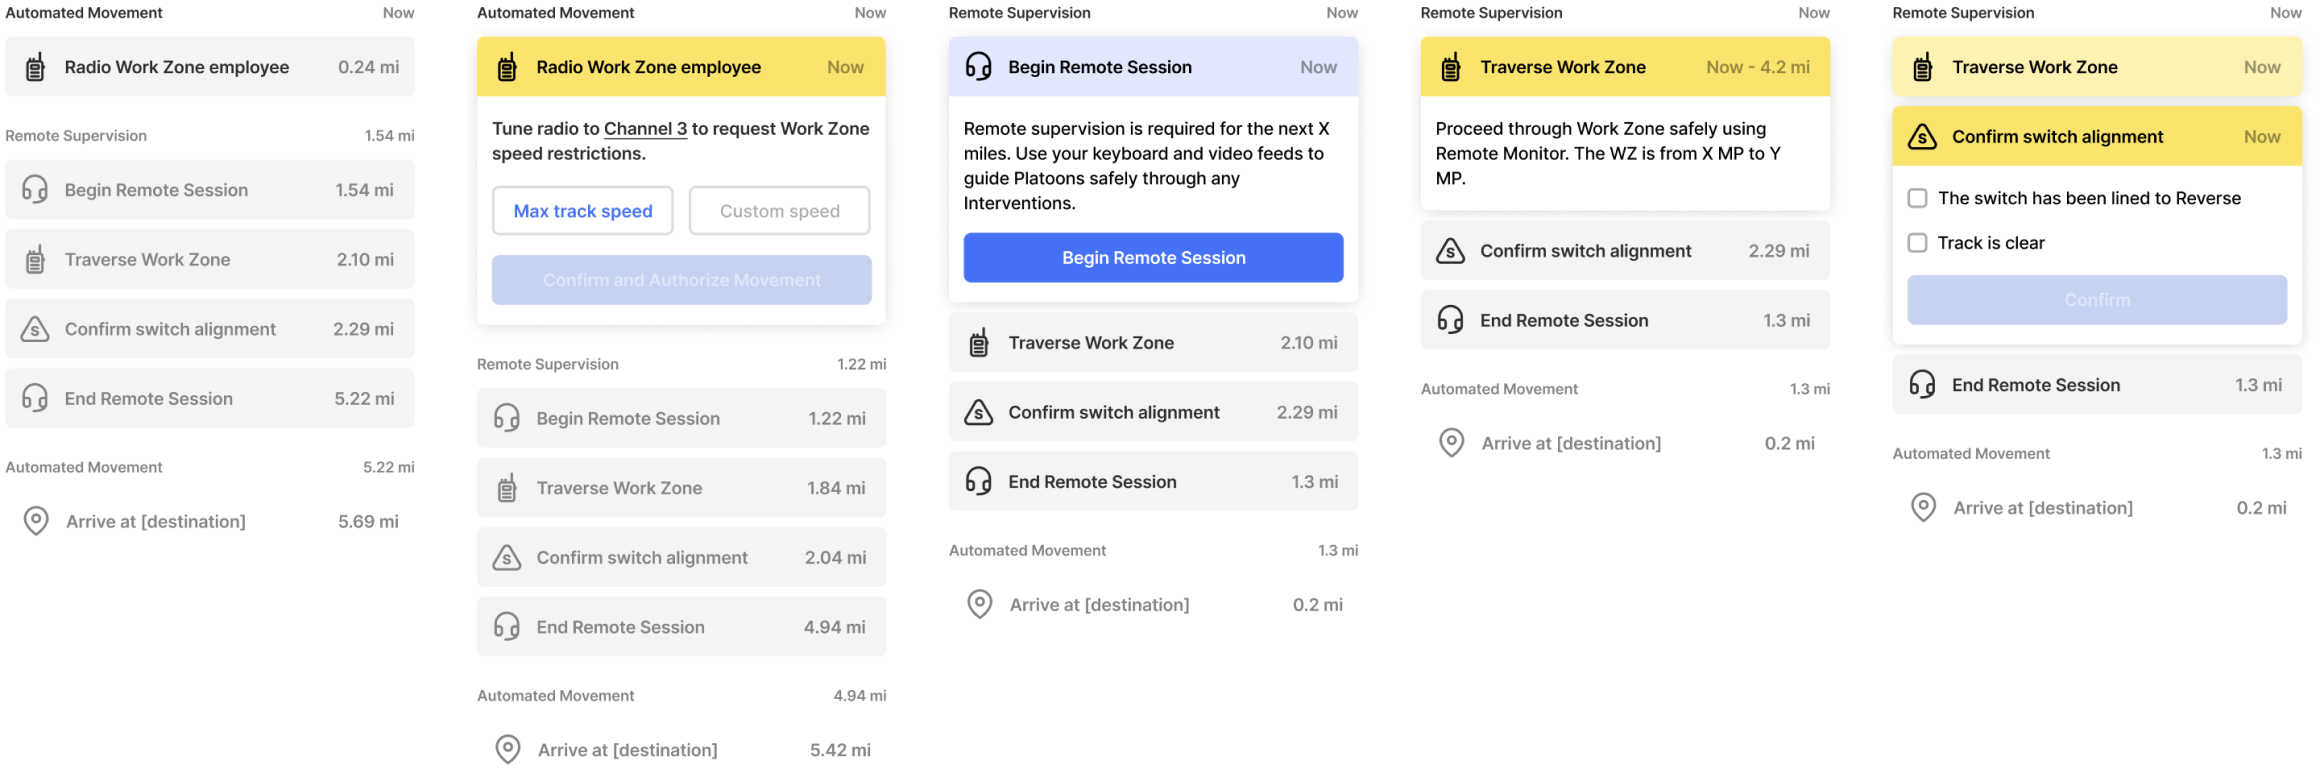 Automated Movement Now
Radio Work Zone employee 0.24 mi
Remote Supervision 1.54 mi
Begin Remote Session 1.54 mi
Traverse Work Zone 2.10 mi
S Confirm switch alignment 2.29 mi
End Remote Session 5.22 mi
Automated Movement 5.22 mi
Arrive at [destination] 5.69 mi
Automated Movement Now
Radio Work Zone employee Now
Tune radio to Channel 3 to request Work Zone
speed restrictions.
Max track speed Custom speed
Confirm and Authorize Movement
Remote Supervision 1.22 mi
Begin Remote Session 1.22 mi
Traverse Work Zone 1.84 mi
S Confirm switch alignment 2.04 mi
End Remote Session 4.94 mi
Automated Movement 4.94 mi
Arrive at [destination] 5.42 mi
Remote Supervision Now
Begin Remote Session Now
Remote supervision is required for the next X
miles. Use your keyboard and video feeds to
guide Platoons safely through any
Interventions.
Begin Remote Session
Traverse Work Zone 2.10 mi
S Confirm switch alignment 2.29 mi
End Remote Session 1.3 mi
Automated Movement 1.3 mi
Arrive at [destination] 0.2 mi
Remote Supervision Now
Traverse Work Zone Now - 4.2 mi
Proceed through Work Zone safely using
Remote Monitor. The WZ is from X MP to Y
MP.
S Confirm switch alignment 2.29 mi
End Remote Session 1.3 mi
Automated Movement 1.3 mi
Arrive at [destination] 0.2 mi
Remote Supervision Now
Traverse Work Zone Now
S Confirm switch alignment Now
The switch has been lined to Reverse
Track is clear
Confirm
End Remote Session 1.3 mi
Automated Movement 1.3 mi
Arrive at [destination] 0.2 mi